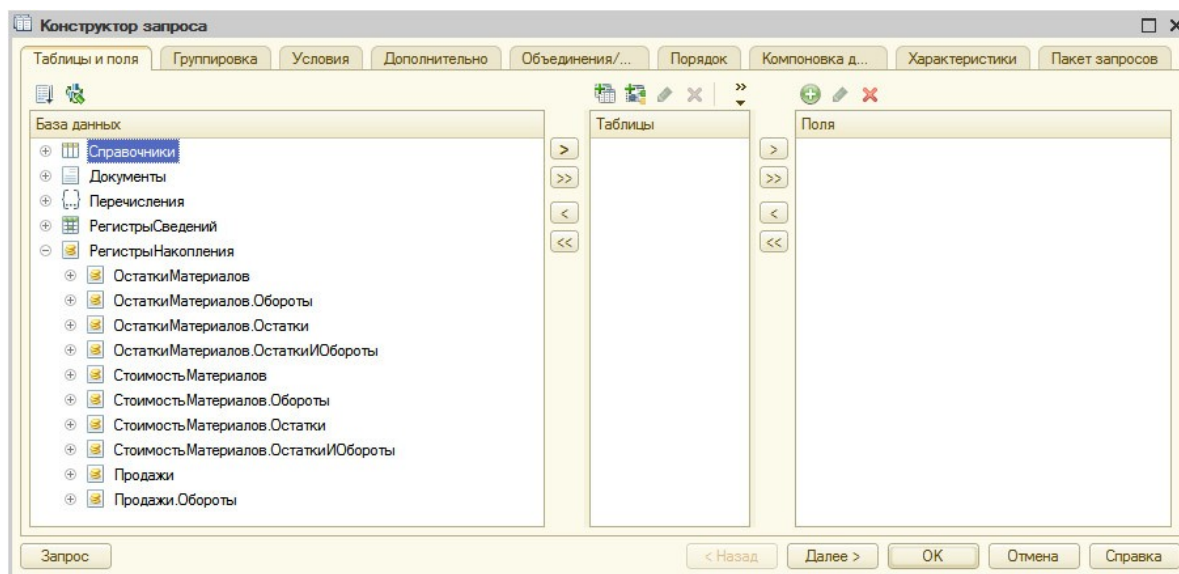 Конструктор запроса
Таблицы и поля Группировка Условия Дополнительно Объединения/... Порядок Компоновка д... Характеристики Пакет запросов
База данных Таблицы Поля
Справочники
Документы
Перечисления
РегистрыСведений
РегистрыНакопления
ОстаткиМатериалов
ОстаткиМатериалов.Обороты
ОстаткиМатериалов.Остатки
ОстаткиМатериалов.ОстаткиИОбороты
СтоимостьМатериалов
СтоимостьМатериалов.Обороты
СтоимостьМатериалов.Остатки
СтоимостьМатериалов.ОстаткиИОбороты
Продажи
Продажи.Обороты
Запрос < Назад Далее > ОК Отмена Справка